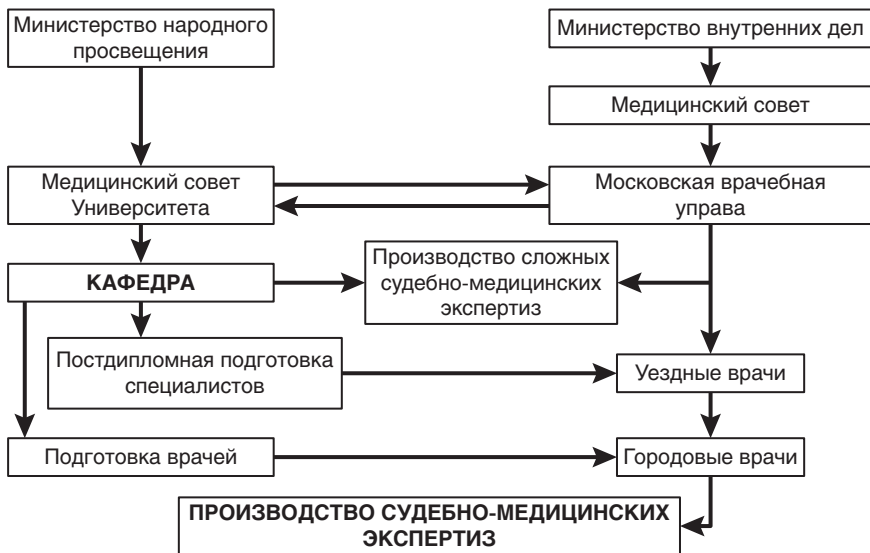 Министерство народного
просвещения
Министерство внутренних дел
Медицинский совет
Медицинский совет
Университета
Московская врачебная
управа
КАФЕДРА
Производство сложных
судебно-медицинских
экспертиз
Постдипломная подготовка
специалистов
Уездные врачи
Подготовка врачей
Городовые врачи
ПРОИЗВОДСТВО СУДЕБНО-МЕДИЦИНСКИХ
ЭКСПЕРТИЗ